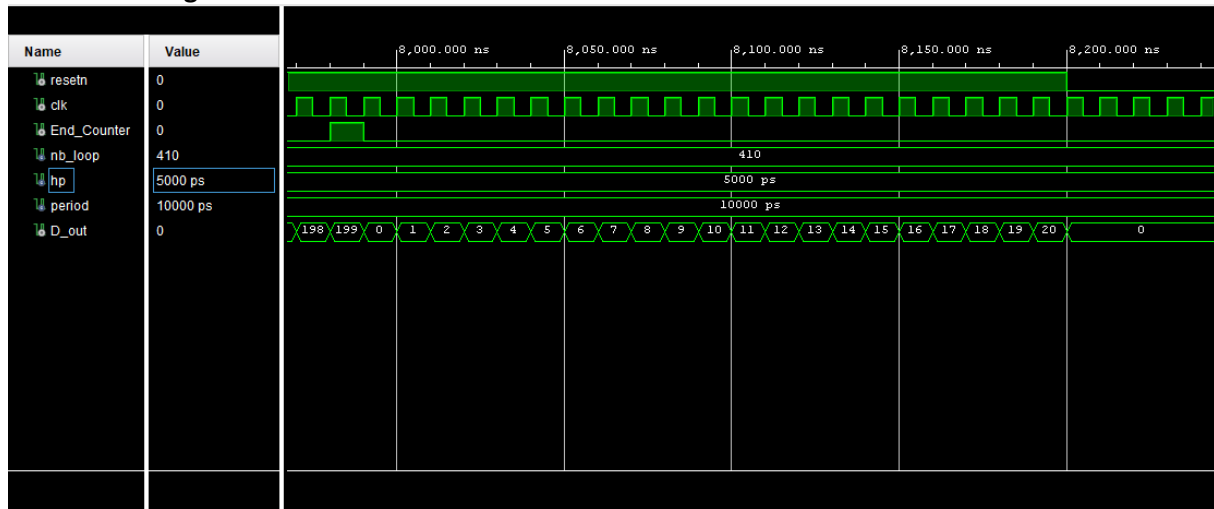 8,000.000 ns 8,050.000 ns 8,100.000 ns 8,150.000 ns 8,200.000 ns
Name Value
resetn 0
clk 0
End_Counter 0
nb_loop 410 410
hp 5000 ps 5000 ps
period 10000 ps 10000 ps
D_out 0 198 199 0 1 2 3 4 5 6 7 8 9 10 11 12 13 14 15 16 17 18 19 20 0